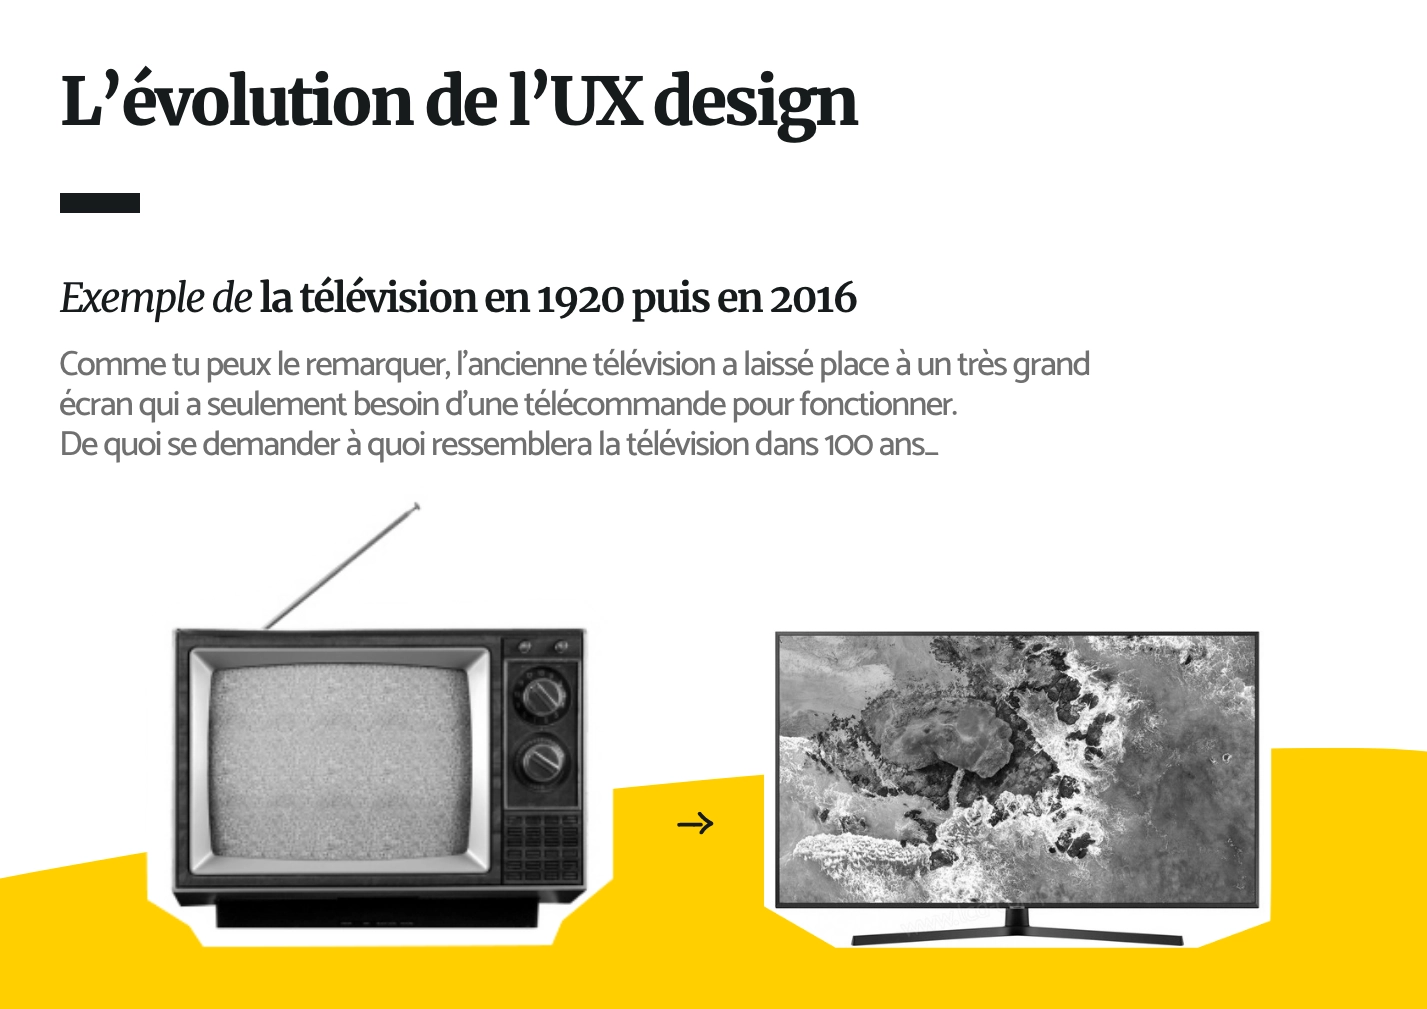 L’évolution de l’UX design
Exemple de la télévision en 1920 puis en 2016
Comme tu peux le remarquer, l’ancienne télévision a laissé place à un très grand
écran qui a seulement besoin d’une télécommande pour fonctionner.
De quoi se demander à quoi ressemblera la télévision dans 100 ans_